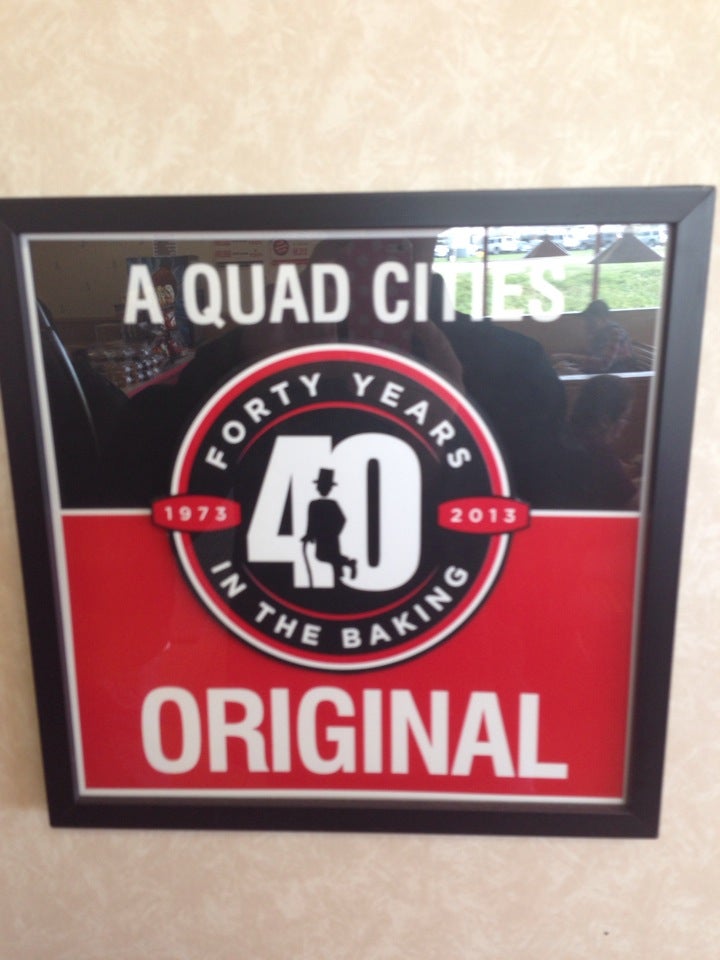 A QUAD CITIES
FORTY YEARS
40
1973
2013
IN THE BAKING
ORIGINAL